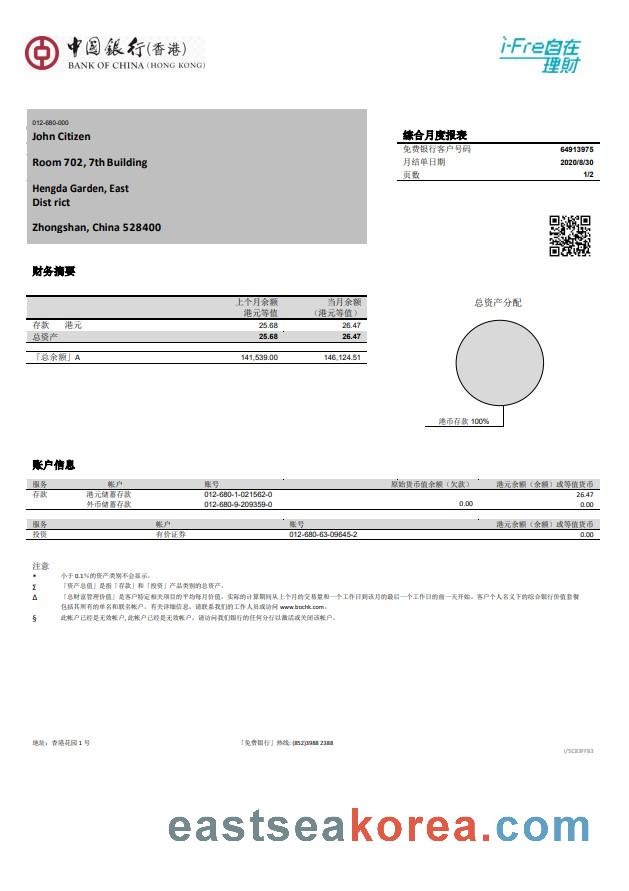 中國銀行(香港)
BANK OF CHINA (HONG KONG)
i-Free自在
理財
012-680-000
John Citizen
Room 702, 7th Building
Hengda Garden, East
Dist rict
Zhongshan, China 528400
綜合月度报表
免费银行客户号码 64913975
月结单日期 2020/8/30
页数 1/2
财务摘要
上个月余额 当月余额
港元等值 (港元等值)
存款 港元 25.68 26.47
总资产 25.68 26.47
「总余额」A 141,539.00 146,124.51
总资产分配
港币存款 100%
账户信息
服务 帐户 账号 原始货币值余额（欠款） 港元余额（余额）或等值货币
存款 港元储蓄存款 012-680-1-021562-0 26.47
外币储蓄存款 012-680-9-209359-0 0.00 0.00
服务 帐户 账号 港元余额（余额）或等值货币
投资 有价证券 012-680-63-09645-2 0.00
注意
* 小于 0.1%的资产类别不会显示。
Σ 「资产总值」是指「存款」和「投资」产品类别的总资产。
Δ 「总财富管理价值」是客户特定相关项目的平均每月价值。实际的计算期间从上个月的交易量和一个工作日到该月的最后一个工作日的前一天开始。客户个人名义下的综合银行价值套餐
包括其所有的单名和联名帐户。有关详细信息，请联系我们的工作人员或访问 www.bochk.com。
§ 此帐户已经是无效帐户, 此帐户已经是无效帐户。请访问我们银行的任何分行以激活或关闭该帐户。
地址：香港花园 1 号 「免费银行」热线: (852)3988 2388
eastseakorea.com